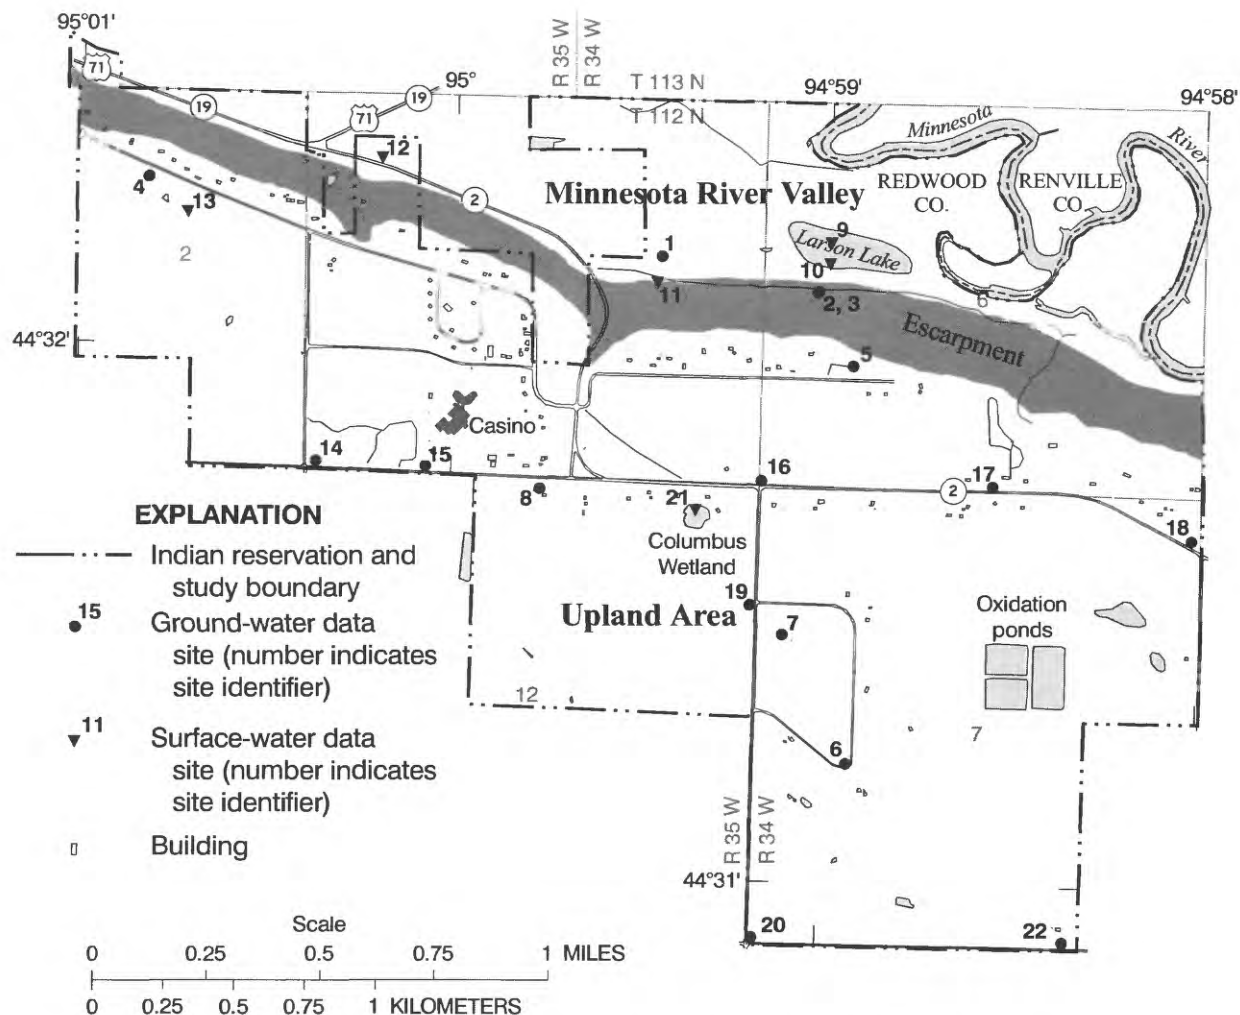 95°01'
71
19
95°
71
19
R 35 W
R 34 W
T 113 N
T 112 N
94°59'
94°58'
Minnesota
River
12
4
13
2
2
Minnesota River Valley
REDWOOD
CO.
RENVILLE
CO.
1
9
Larson Lake
10
11
2, 3
6
44°32'
Escarpment
5
Casino
14
15
8
16
21
17
2
18
Columbus
Wetland
19
Upland Area
7
Oxidation
ponds
12
7
6
R 35 W
R 34 W
44°31'
20
22
EXPLANATION
Indian reservation and
study boundary
15
Ground-water data
site (number indicates
site identifier)
11
Surface-water data
site (number indicates
site identifier)
Building
Scale
0 0.25 0.5 0.75 1 MILES
0 0.25 0.5 0.75 1 KILOMETERS